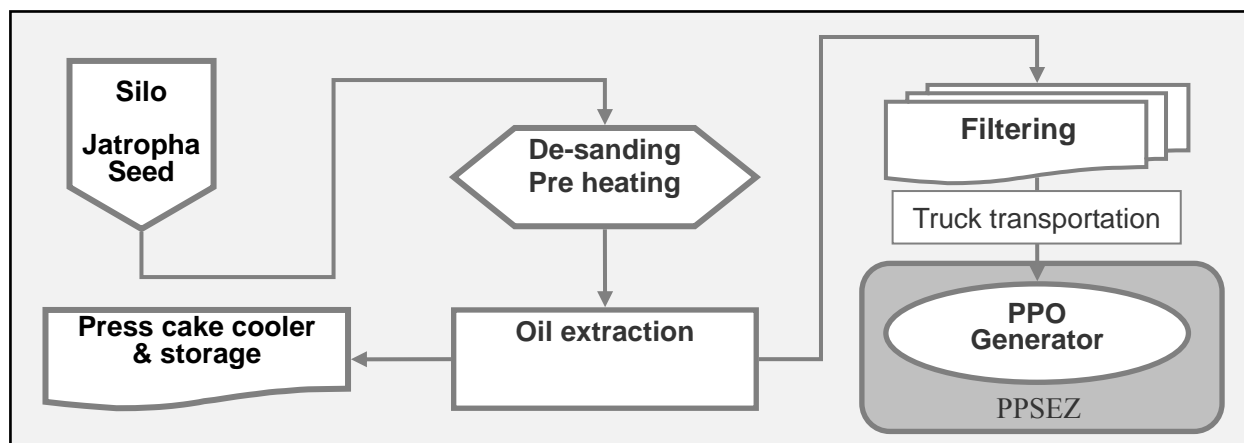 Silo
Jatropha
Seed
De-sanding
Pre heating
Filtering
Truck transportation
Press cake cooler
& storage
Oil extraction
PPO
Generator
PPSEZ